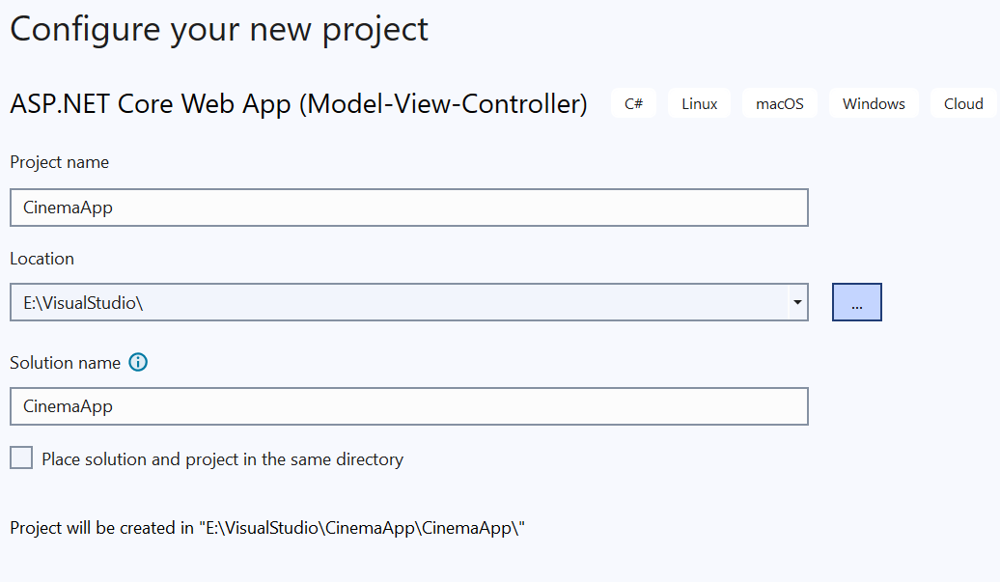 Configure your new project
ASP.NET Core Web App (Model-View-Controller) C# Linux macOS Windows Cloud
Project name
CinemaApp
Location
E:\VisualStudio\ ...
Solution name
CinemaApp
Place solution and project in the same directory
Project will be created in "E:\VisualStudio\CinemaApp\CinemaApp\"